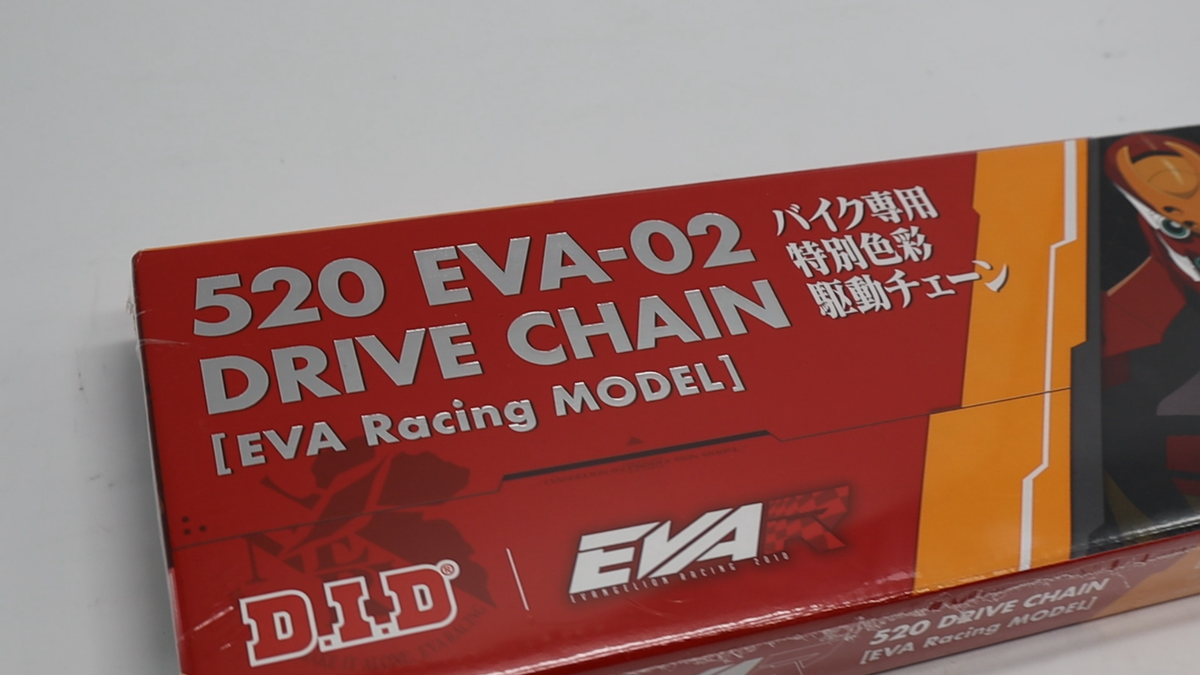 520 EVA-02
DRIVE CHAIN
[EVA Racing MODEL]
バイク専用
特別色彩
駆動チェーン
D.I.D®
EVAR
EVANGELION RACING 2010
520 DRIVE CHAIN
[EVA Racing MODEL]